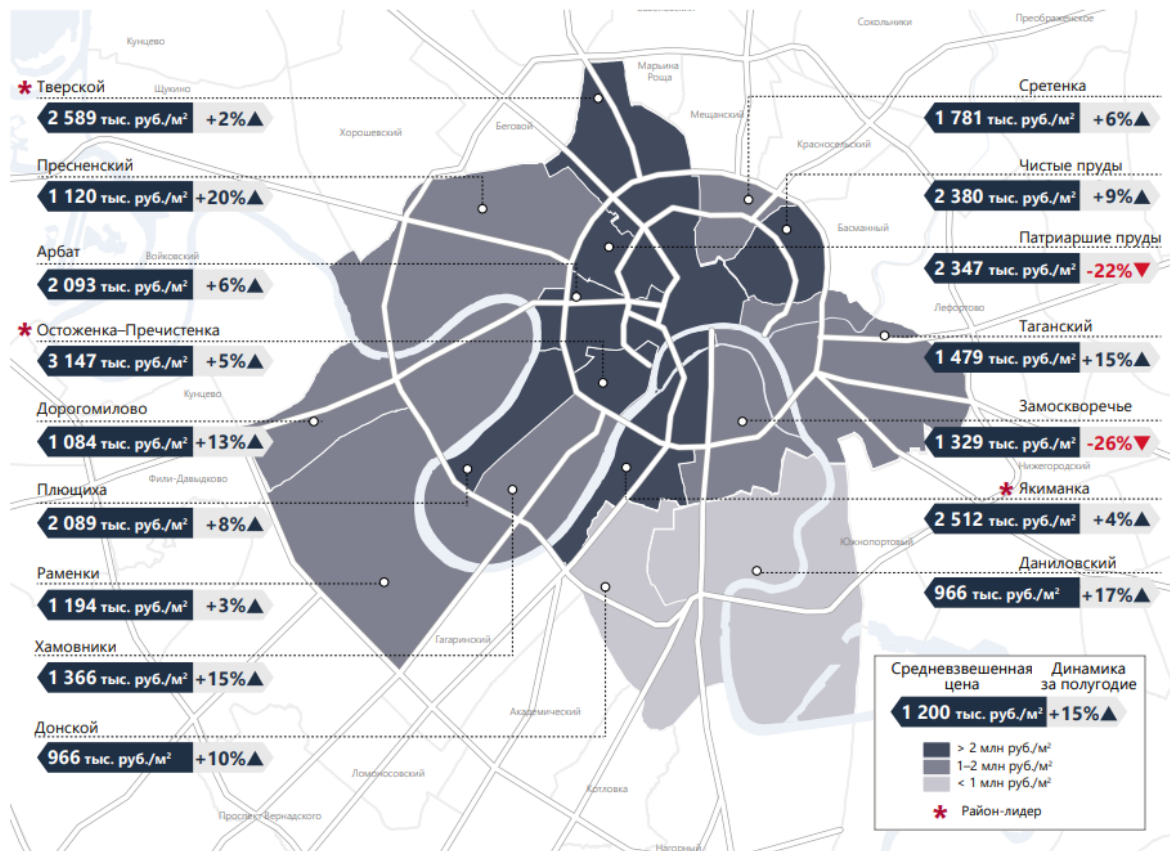 Кунцево
Сокольники
Преображенское
Марьина
Роща
* Тверской
2 589 тыс. руб./м² +2%▲
Щукино
Хорошевский
Беговой
Мещанский
Красносельский
Сретенка
1 781 тыс. руб./м² +6%▲
Пресненский
1 120 тыс. руб./м² +20%▲
Чистые пруды
2 380 тыс. руб./м² +9%▲
Басманный
Арбат
Войковский
2 093 тыс. руб./м² +6%▲
Патриаршие пруды
2 347 тыс. руб./м² -22%▼
Лефортово
* Остоженка–Пречистенка
3 147 тыс. руб./м² +5%▲
Таганский
1 479 тыс. руб./м² +15%▲
Кунцево
Дорогомилово
1 084 тыс. руб./м² +13%▲
Замоскворечье
1 329 тыс. руб./м² -26%▼
Нижегородский
Фили-Давыдково
Плющиха
2 089 тыс. руб./м² +8%▲
* Якиманка
2 512 тыс. руб./м² +4%▲
Южнопортовый
Раменки
1 194 тыс. руб./м² +3%▲
Даниловский
966 тыс. руб./м² +17%▲
Гагаринский
Хамовники
1 366 тыс. руб./м² +15%▲
Академический
Донской
966 тыс. руб./м² +10%▲
Ломоносовский
Котловка
Проспект Вернадского
Нагорный
Средневзвешенная цена
Динамика за полугодие
1 200 тыс. руб./м² +15%▲
> 2 млн руб./м²
1–2 млн руб./м²
< 1 млн руб./м²
* Район-лидер